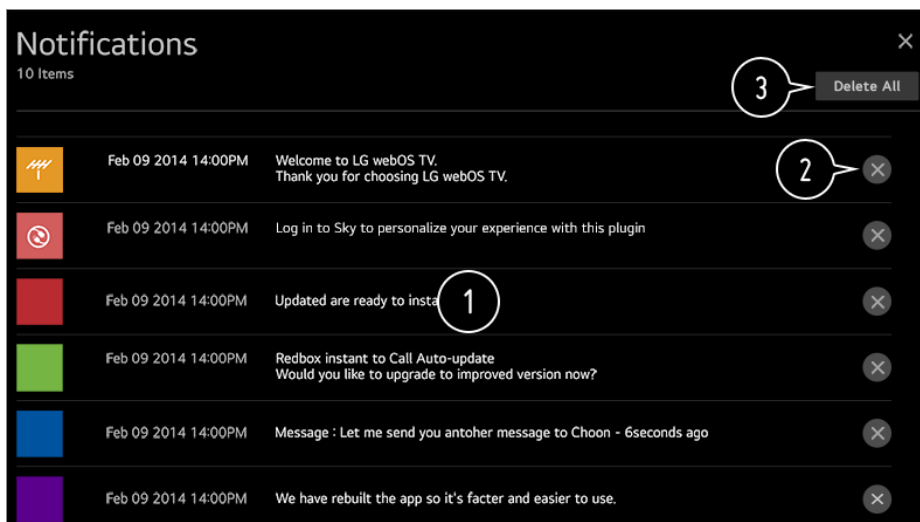 Notifications
10 Items
3
Delete All
Feb 09 2014 14:00PM
Welcome to LG webOS TV.
Thank you for choosing LG webOS TV.
2
Feb 09 2014 14:00PM
Log in to Sky to personalize your experience with this plugin
Feb 09 2014 14:00PM
Updated are ready to insta
1
Feb 09 2014 14:00PM
Redbox instant to Call Auto-update
Would you like to upgrade to improved version now?
Feb 09 2014 14:00PM
Message : Let me send you antoher message to Choon - 6seconds ago
Feb 09 2014 14:00PM
We have rebuilt the app so it's facter and easier to use.